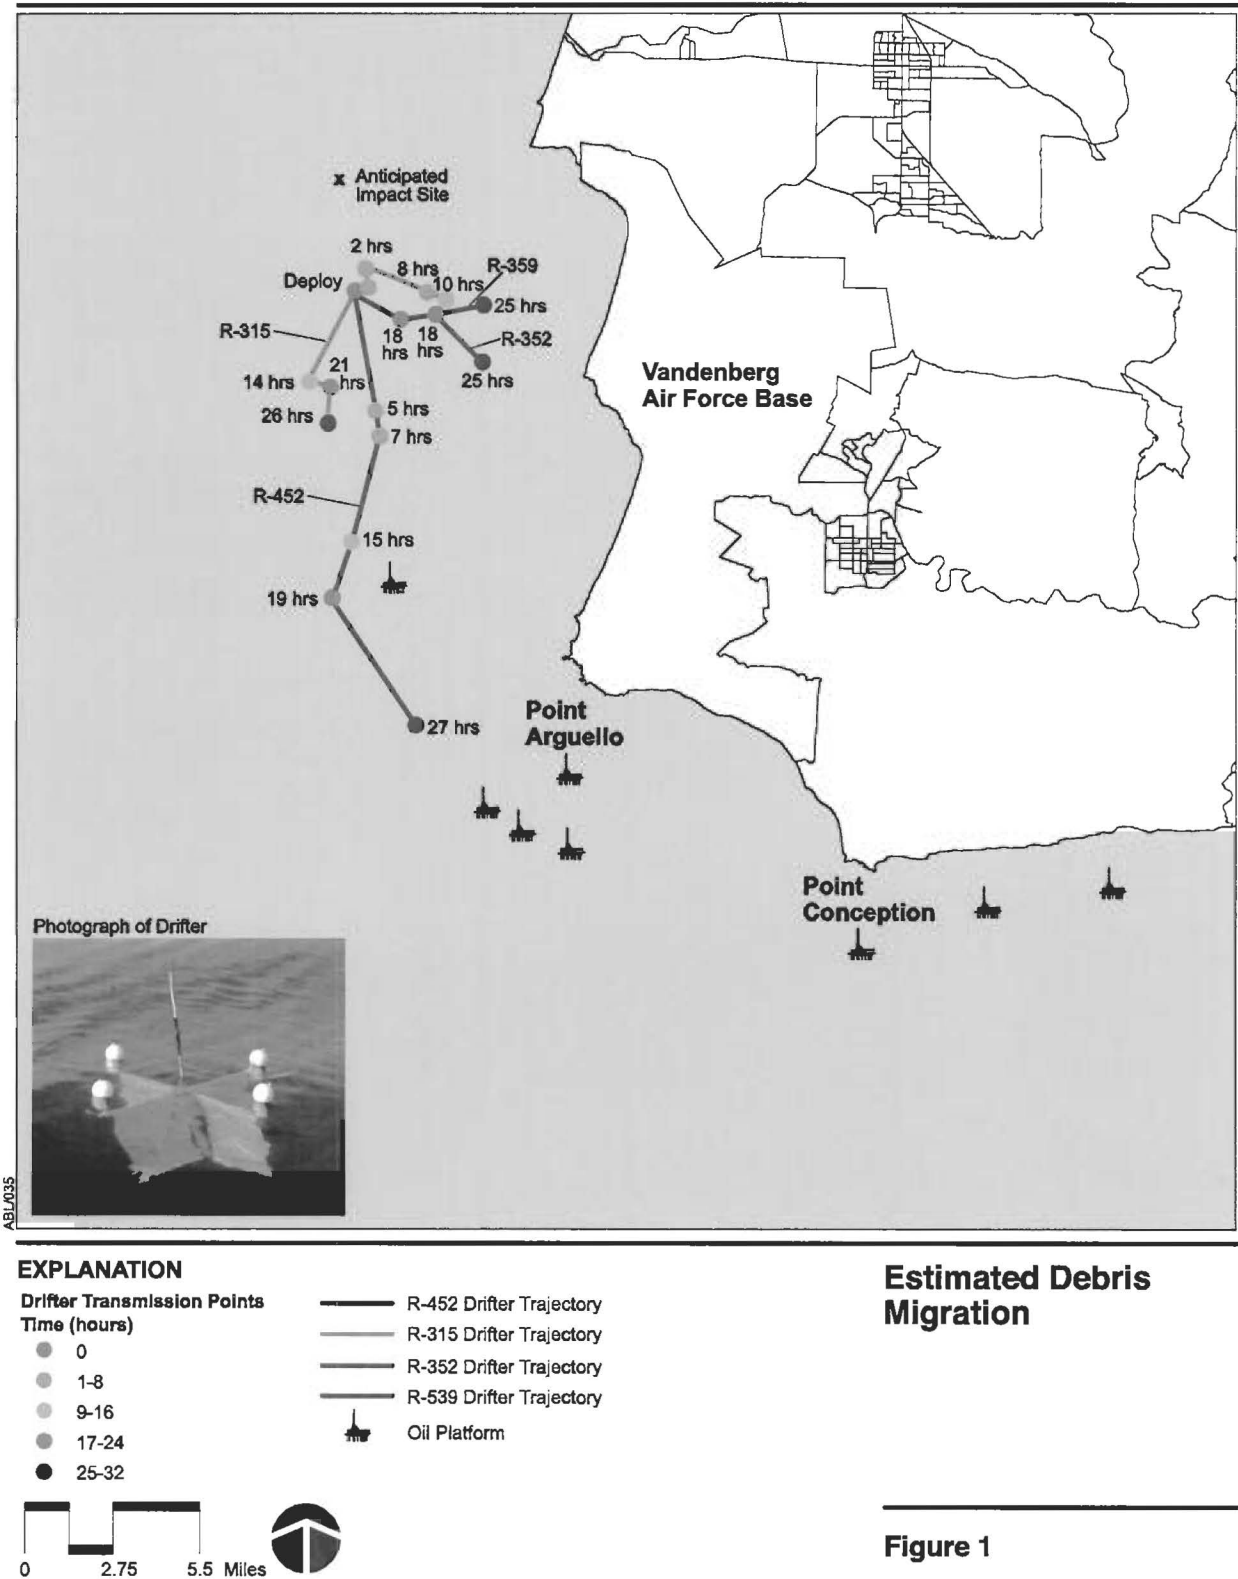 x Anticipated
Impact Site
2 hrs
8 hrs
R-359
10 hrs
Deploy
25 hrs
R-315
18
hrs
18
hrs
R-352
21
hrs
14 hrs
25 hrs
Vandenberg
Air Force Base
26 hrs
5 hrs
7 hrs
R-452
15 hrs
19 hrs
Point
Arguello
27 hrs
Point
Conception
Photograph of Drifter
ABL/035
EXPLANATION
Drifter Transmission Points
Time (hours)
0
1-8
9-16
17-24
25-32
R-452 Drifter Trajectory
R-315 Drifter Trajectory
R-352 Drifter Trajectory
R-539 Drifter Trajectory
Oil Platform
0 2.75 5.5 Miles
Estimated Debris
Migration
Figure 1